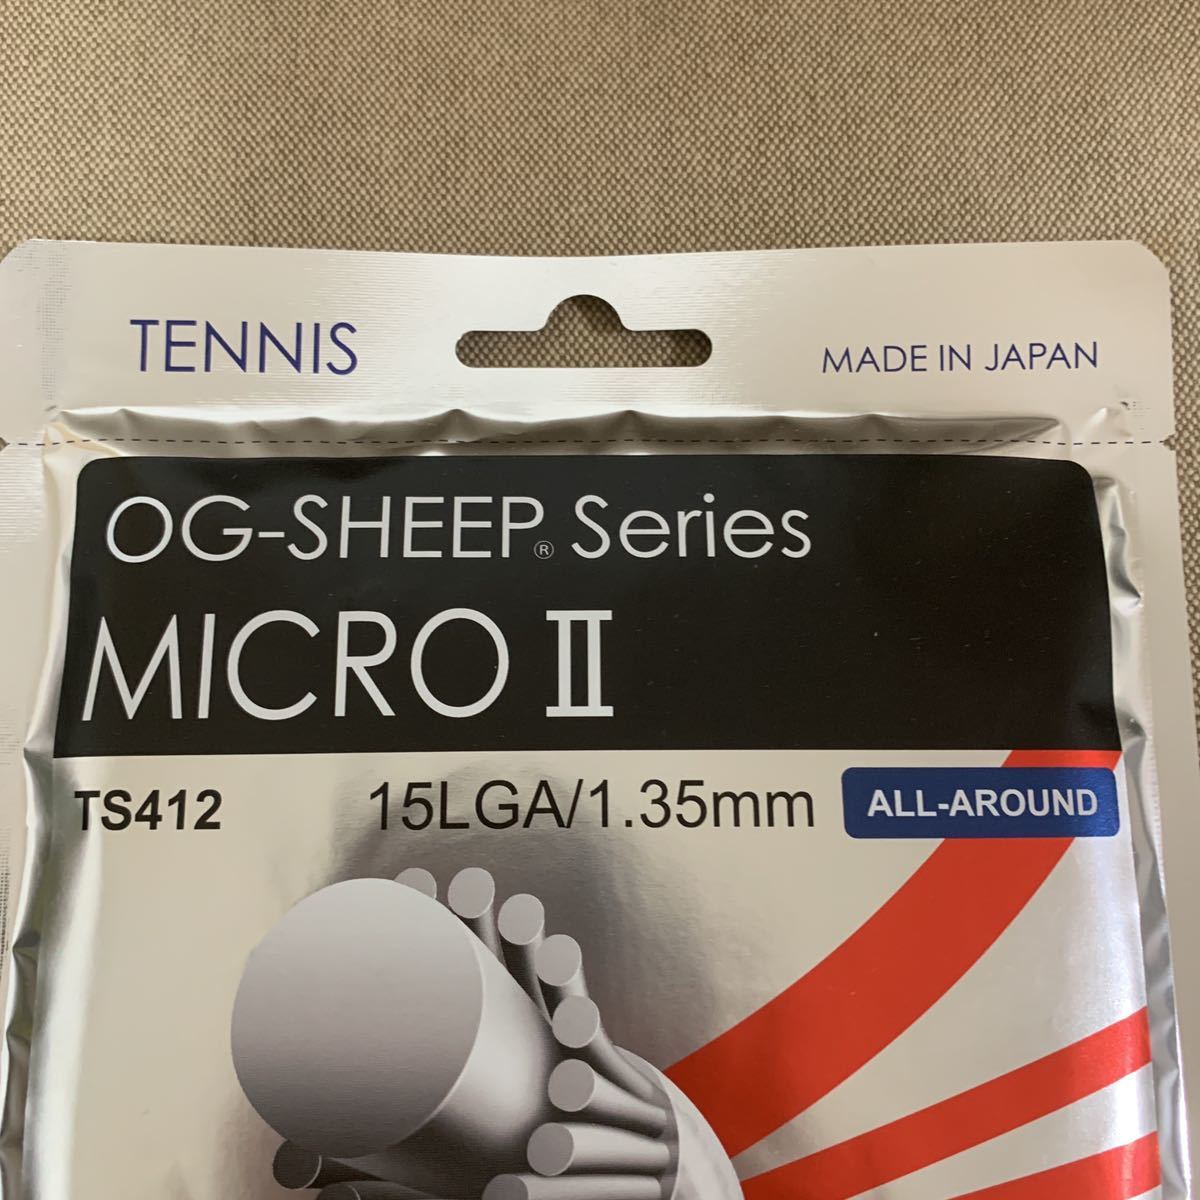 TENNIS
MADE IN JAPAN
OG-SHEEP® Series
MICRO II
TS412
15LGA/1.35mm
ALL-AROUND